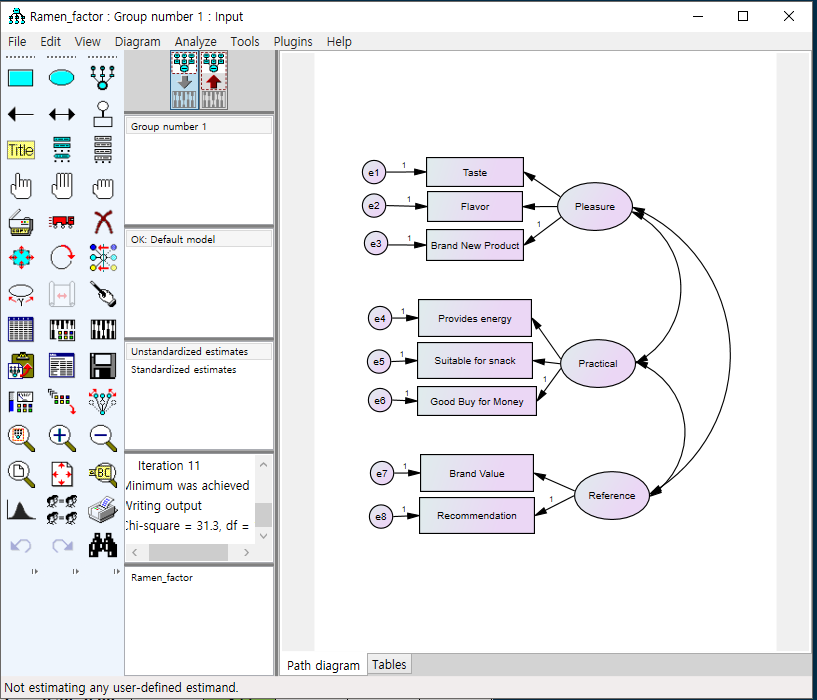 Ramen_factor : Group number 1 : Input
File Edit View Diagram Analyze Tools Plugins Help
Title
Group number 1
OK: Default model
Unstandardized estimates
Standardized estimates
Iteration 11
Minimum was achieved
Writing output
Chi-square = 31.3, df =
Ramen_factor
e1 1 Taste
e2 1 Flavor
e3 1 Brand New Product
1
Pleasure
e4 1 Provides energy
e5 1 Suitable for snack
e6 1 Good Buy for Money
1
Practical
e7 1 Brand Value
e8 1 Recommendation
1
Reference
Path diagram Tables
Not estimating any user-defined estimand.